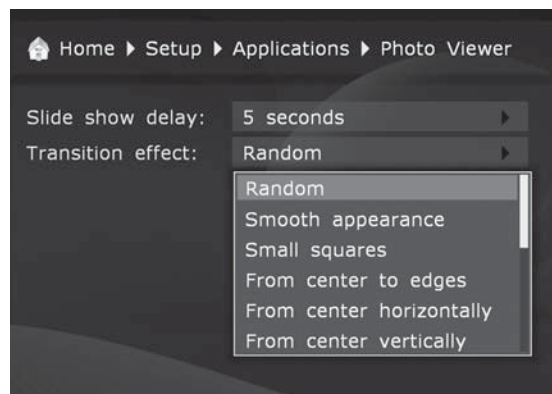 Home Setup Applications Photo Viewer
Slide show delay: 5 seconds
Transition effect: Random
Random
Smooth appearance
Small squares
From center to edges
From center horizontally
From center vertically